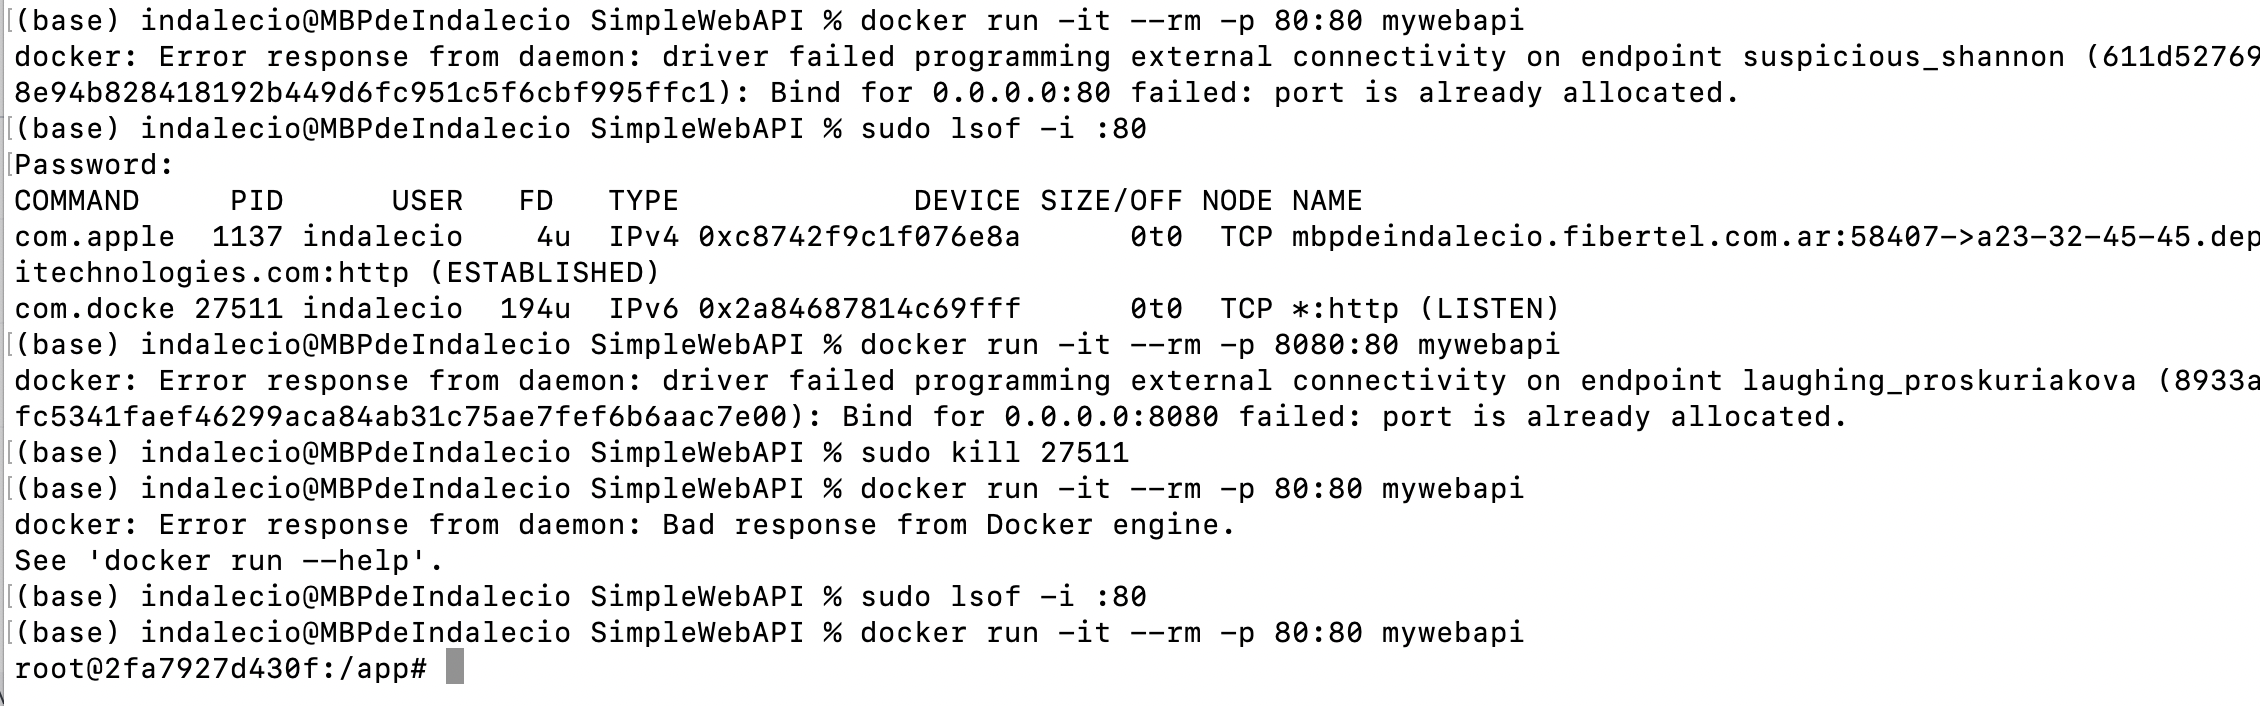 (base) indalecio@MBPdeIndalecio SimpleWebAPI % docker run -it --rm -p 80:80 mywebapi
docker: Error response from daemon: driver failed programming external connectivity on endpoint suspicious_shannon (611d52769
8e94b828418192b449d6fc951c5f6cbf995ffc1): Bind for 0.0.0.0:80 failed: port is already allocated.
(base) indalecio@MBPdeIndalecio SimpleWebAPI % sudo lsof -i :80
Password:
COMMAND     PID      USER   FD   TYPE             DEVICE SIZE/OFF NODE NAME
com.apple  1137 indalecio    4u  IPv4 0xc8742f9c1f076e8a      0t0  TCP mbpdeindalecio.fibertel.com.ar:58407->a23-32-45-45.dep
itechnologies.com:http (ESTABLISHED)
com.docke 27511 indalecio  194u  IPv6 0x2a84687814c69fff      0t0  TCP *:http (LISTEN)
(base) indalecio@MBPdeIndalecio SimpleWebAPI % docker run -it --rm -p 8080:80 mywebapi
docker: Error response from daemon: driver failed programming external connectivity on endpoint laughing_proskuriakova (8933a
fc5341faef46299aca84ab31c75ae7fef6b6aac7e00): Bind for 0.0.0.0:8080 failed: port is already allocated.
(base) indalecio@MBPdeIndalecio SimpleWebAPI % sudo kill 27511
(base) indalecio@MBPdeIndalecio SimpleWebAPI % docker run -it --rm -p 80:80 mywebapi
docker: Error response from daemon: Bad response from Docker engine.
See 'docker run --help'.
(base) indalecio@MBPdeIndalecio SimpleWebAPI % sudo lsof -i :80
(base) indalecio@MBPdeIndalecio SimpleWebAPI % docker run -it --rm -p 80:80 mywebapi
root@2fa7927d430f:/app#